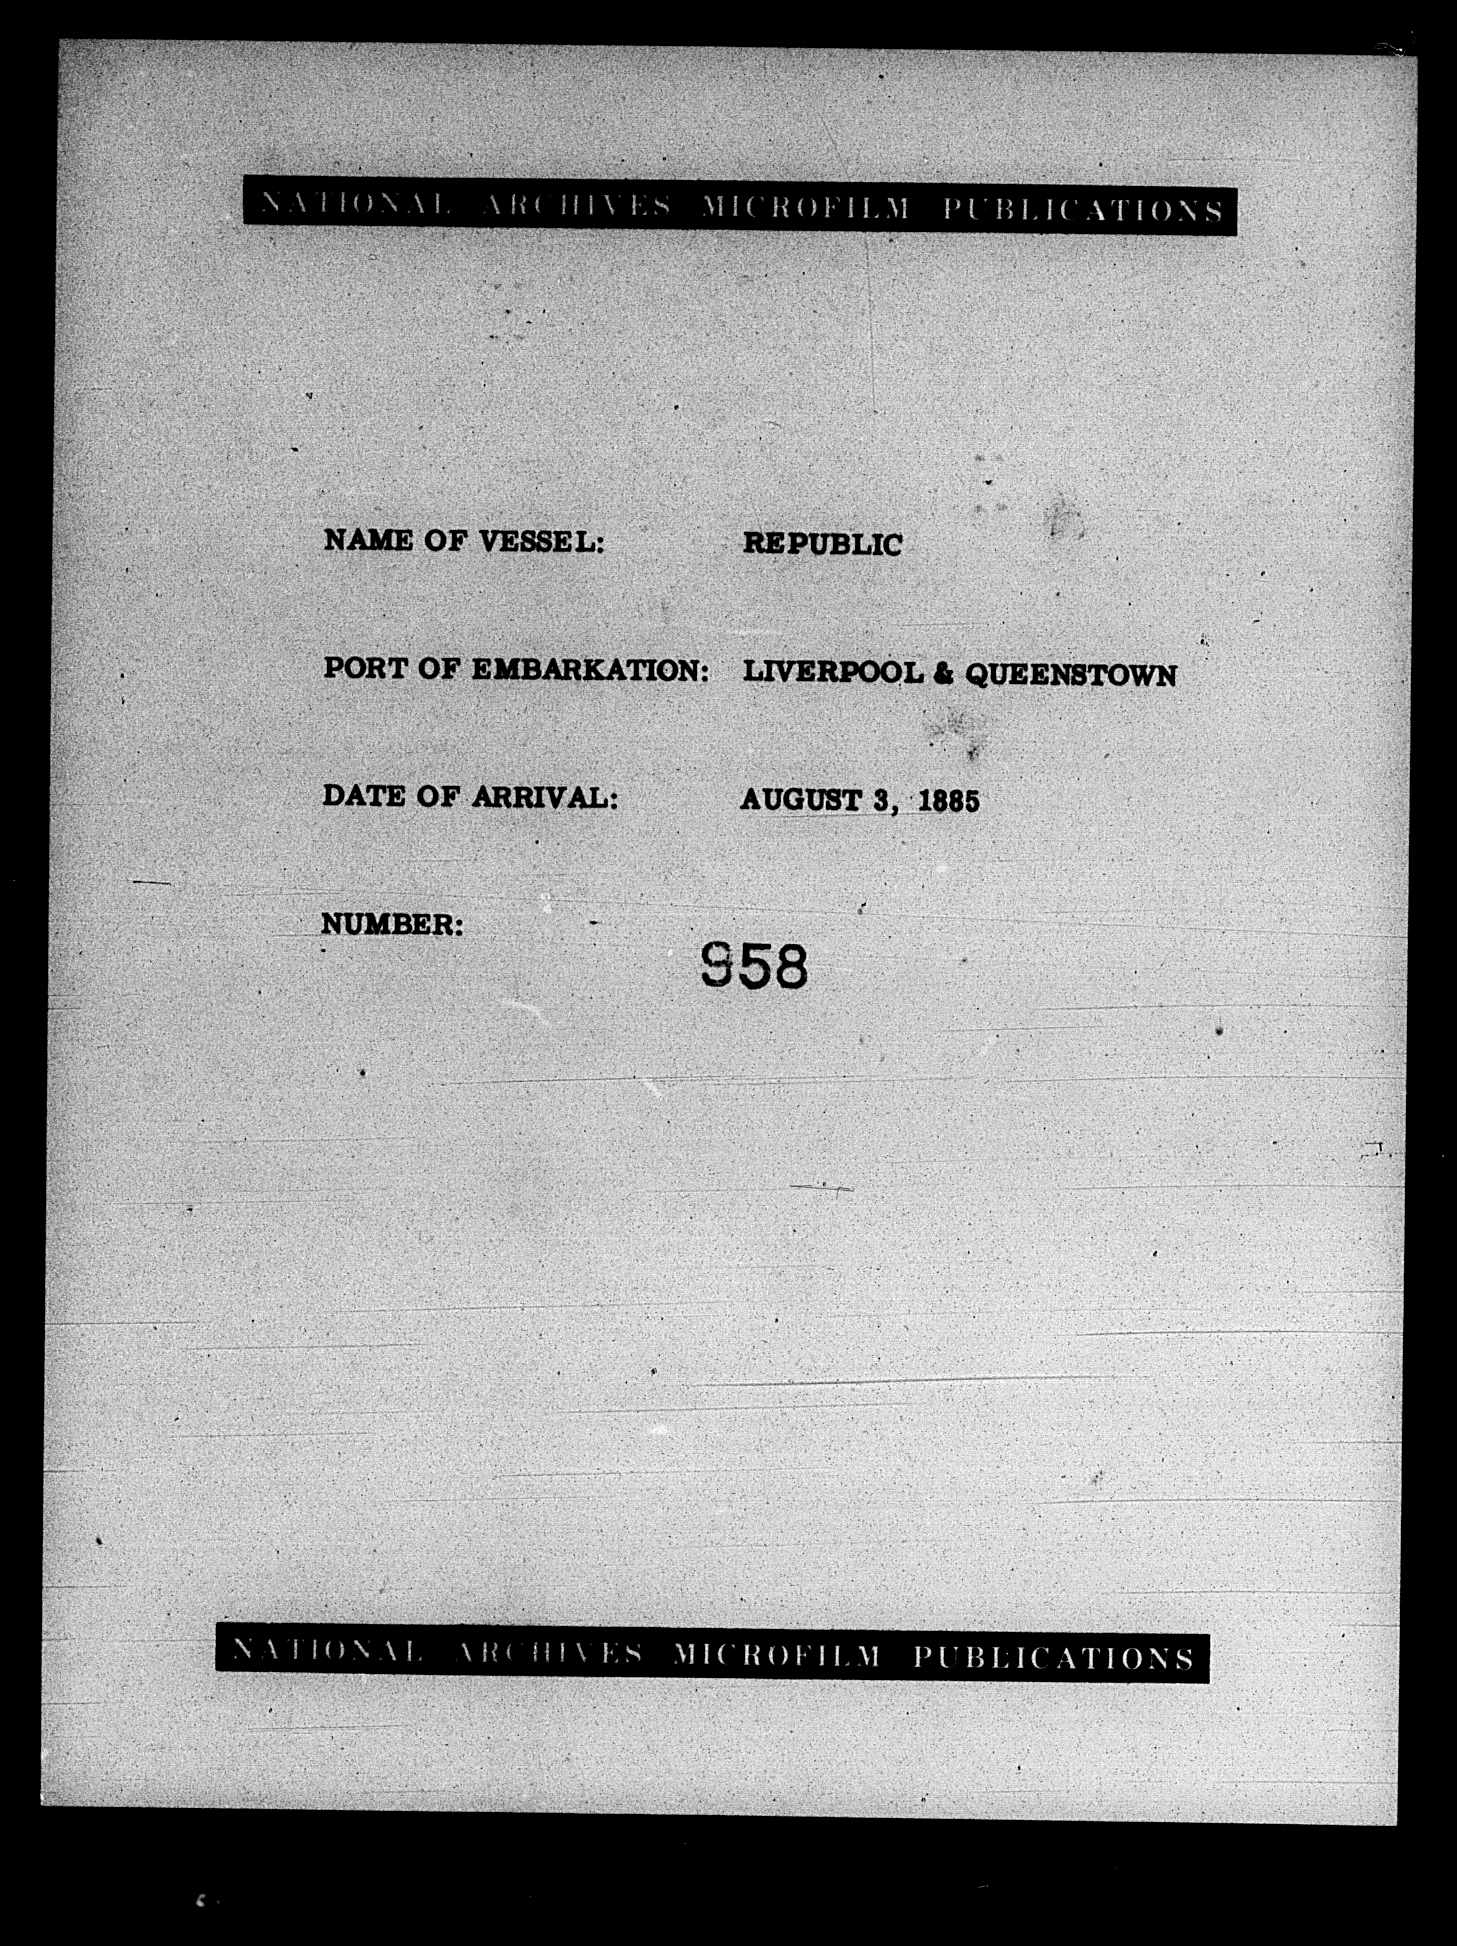 NATIONAL ARCHIVES MICROFILM PUBLICATIONS
NAME OF VESSEL: REPUBLIC
PORT OF EMBARKATION: LIVERPOOL & QUEENSTOWN
DATE OF ARRIVAL: AUGUST 3, 1885
NUMBER:
958
NATIONAL ARCHIVES MICROFILM PUBLICATIONS